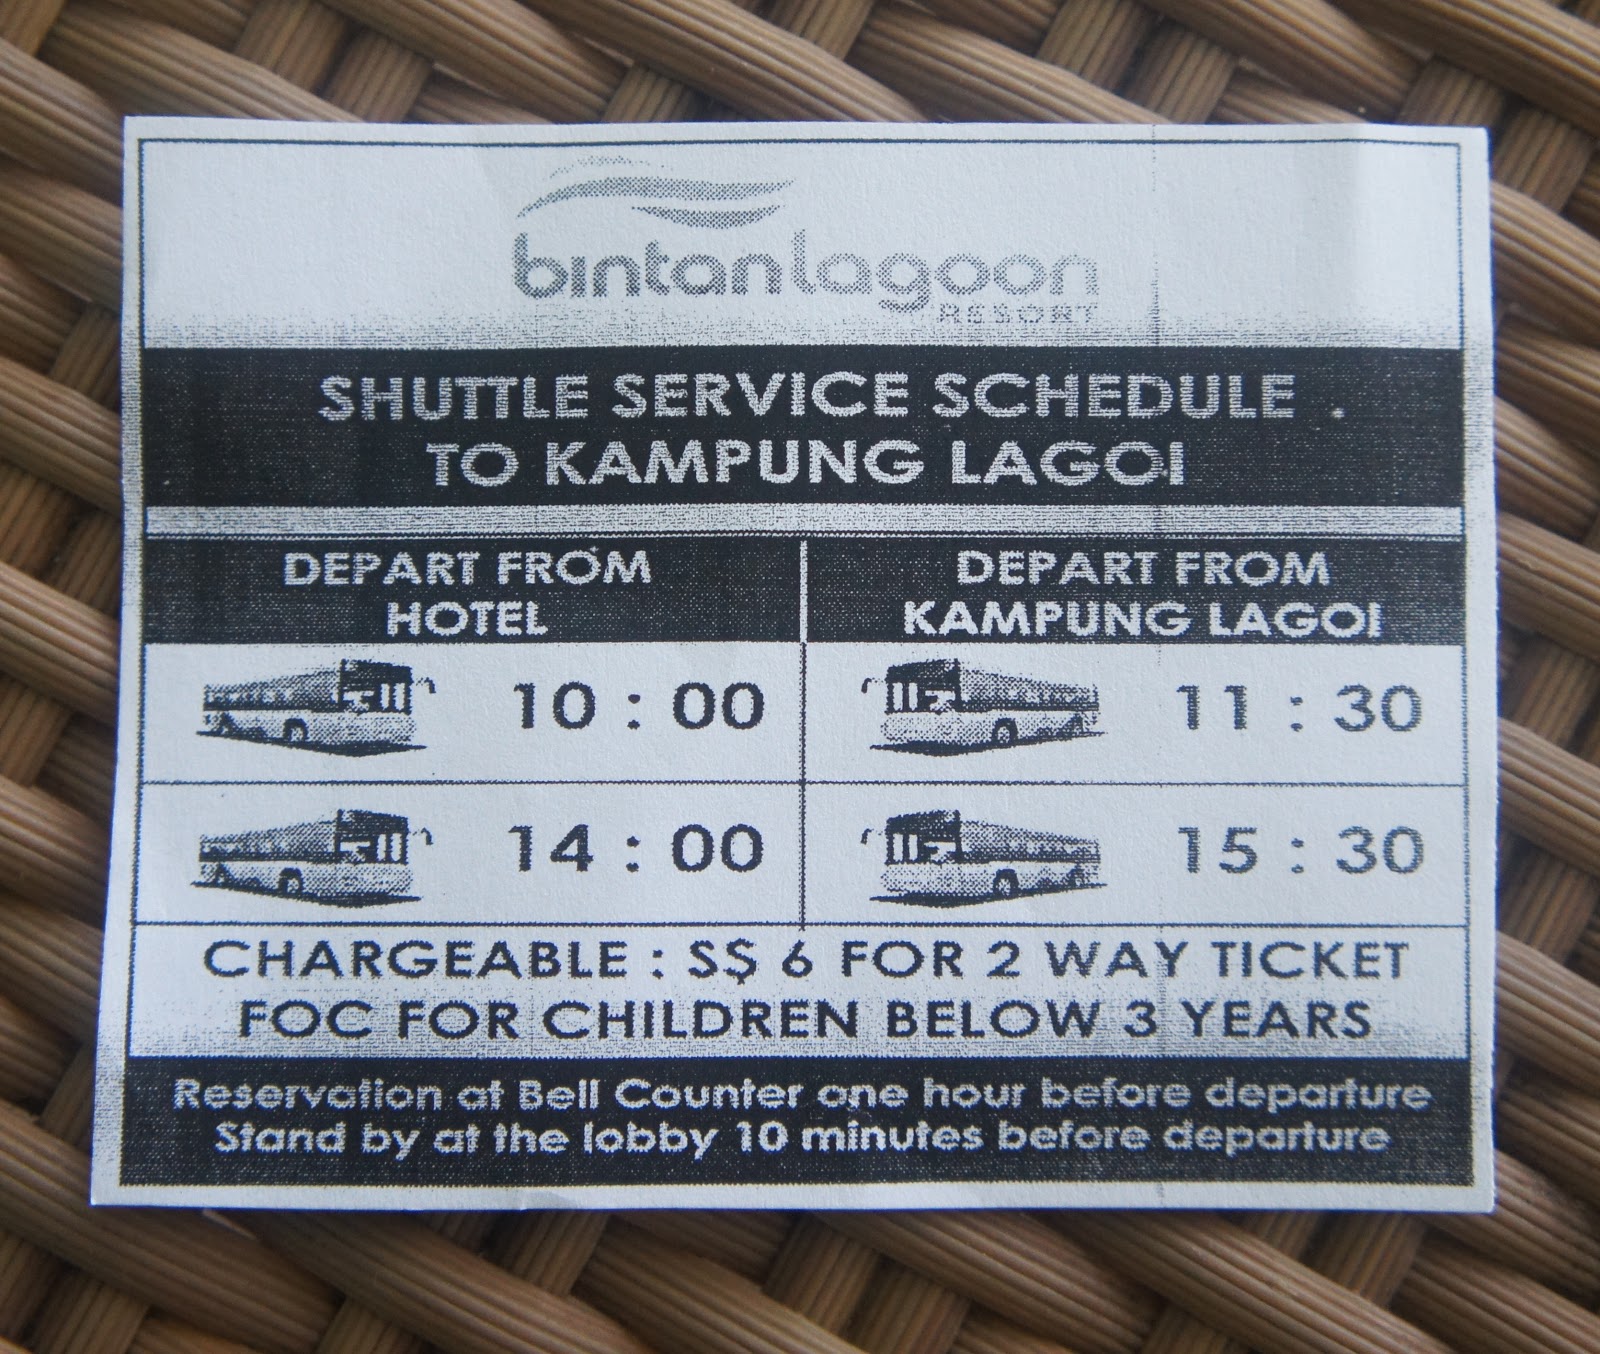 bintanlagoon
RESORT
SHUTTLE SERVICE SCHEDULE
TO KAMPUNG LAGOI
DEPART FROM
HOTEL
DEPART FROM
KAMPUNG LAGOI
10 : 00
11 : 30
14 : 00
15 : 30
CHARGEABLE : S$ 6 FOR 2 WAY TICKET
FOC FOR CHILDREN BELOW 3 YEARS
Reservation at Bell Counter one hour before departure
Stand by at the lobby 10 minutes before departure